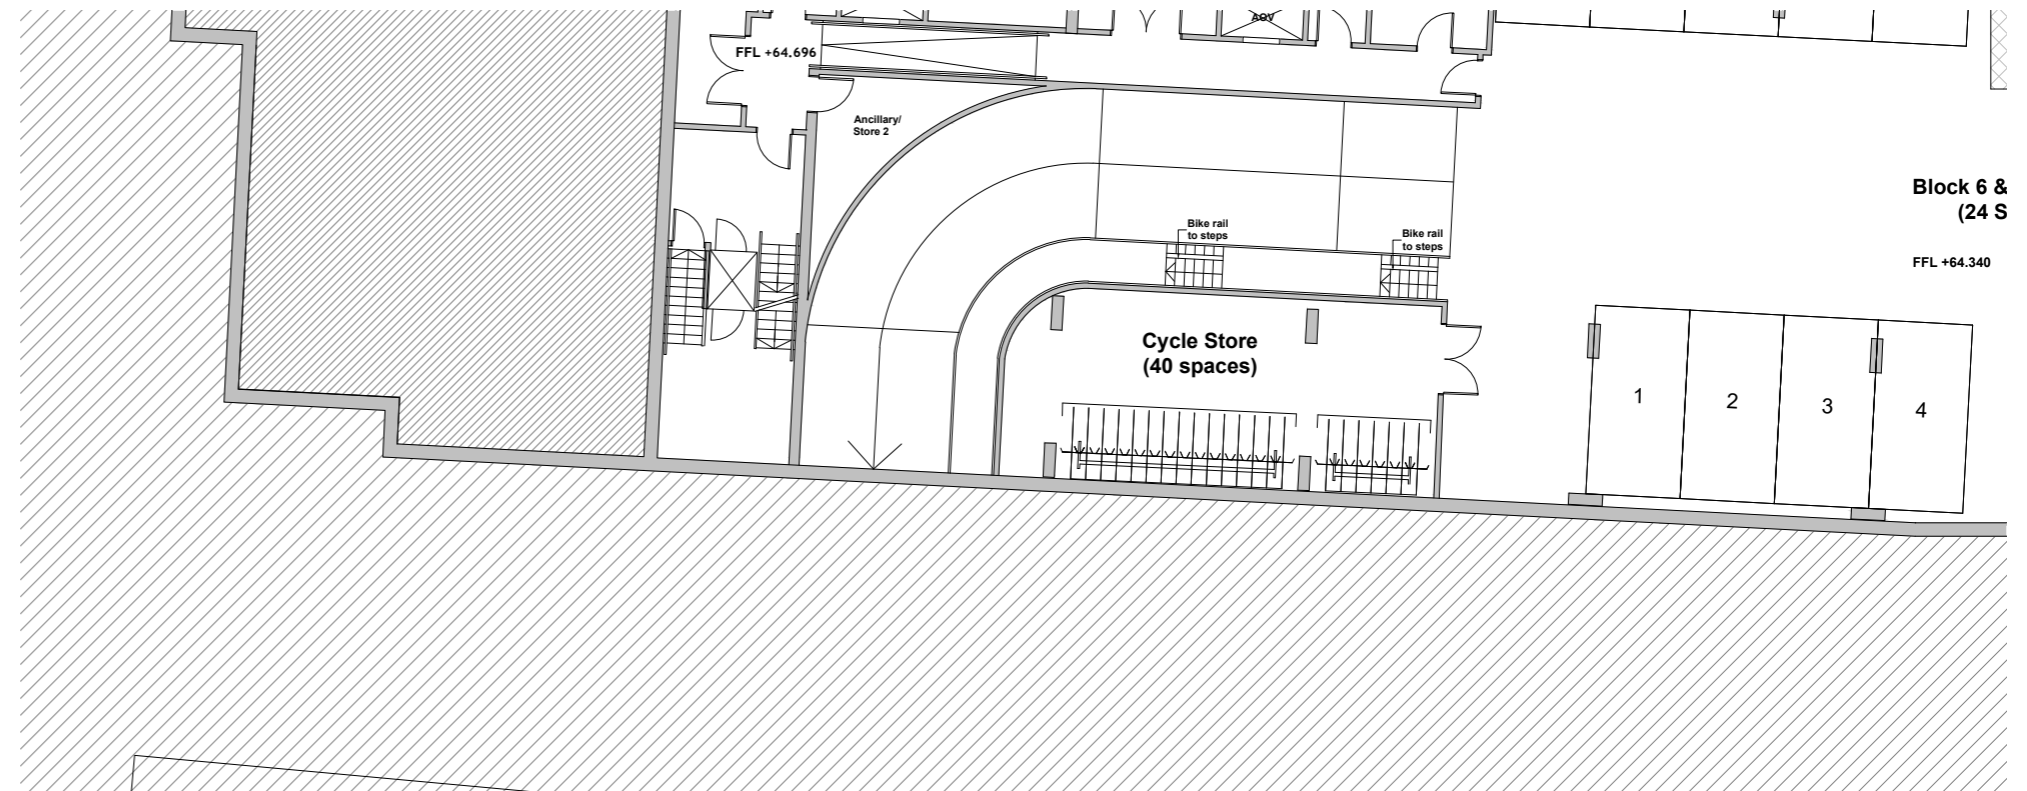 AOV
FFL +64.696
Ancillary/
Store 2
Block 6 &
(24 S
Bike rail
to steps
Bike rail
to steps
FFL +64.340
Cycle Store
(40 spaces)
1
2
3
4